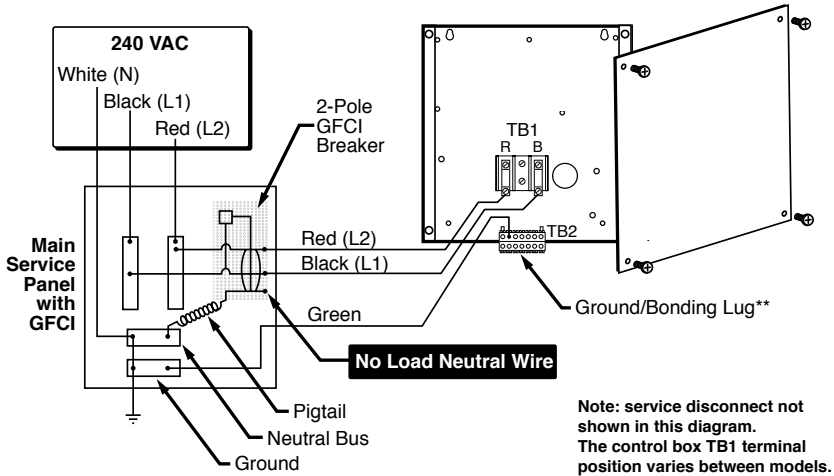 240 VAC
White (N)
Black (L1)
Red (L2)
2-Pole
GFCI
Breaker
TB1
R B
TB2
Main
Service
Panel
with
GFCI
Red (L2)
Black (L1)
Green
Ground/Bonding Lug**
No Load Neutral Wire
Pigtail
Neutral Bus
Ground
Note: service disconnect not
shown in this diagram.
The control box TB1 terminal
position varies between models.